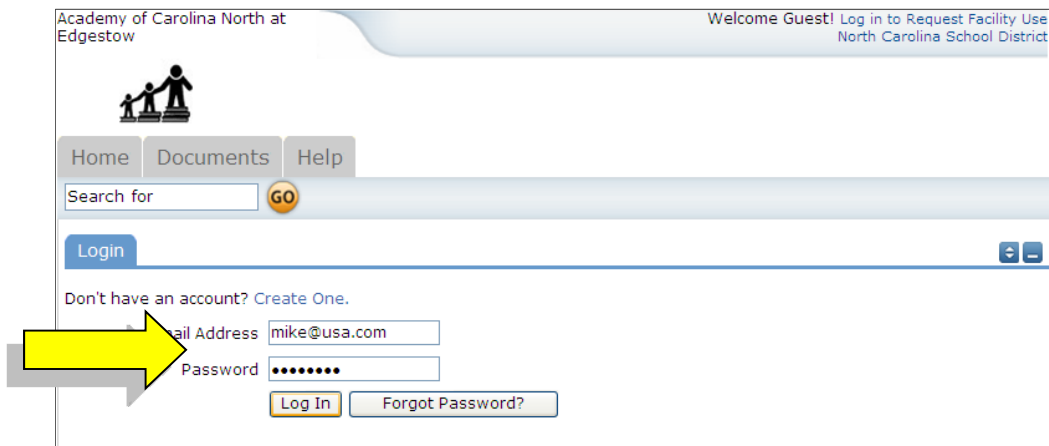 Academy of Carolina North at
Edgestow
Welcome Guest! Log in to Request Facility Use
North Carolina School District
Home Documents Help
Search for GO
Login
Don't have an account? Create One.
ail Address mike@usa.com
Password ••••••••
Log In Forgot Password?